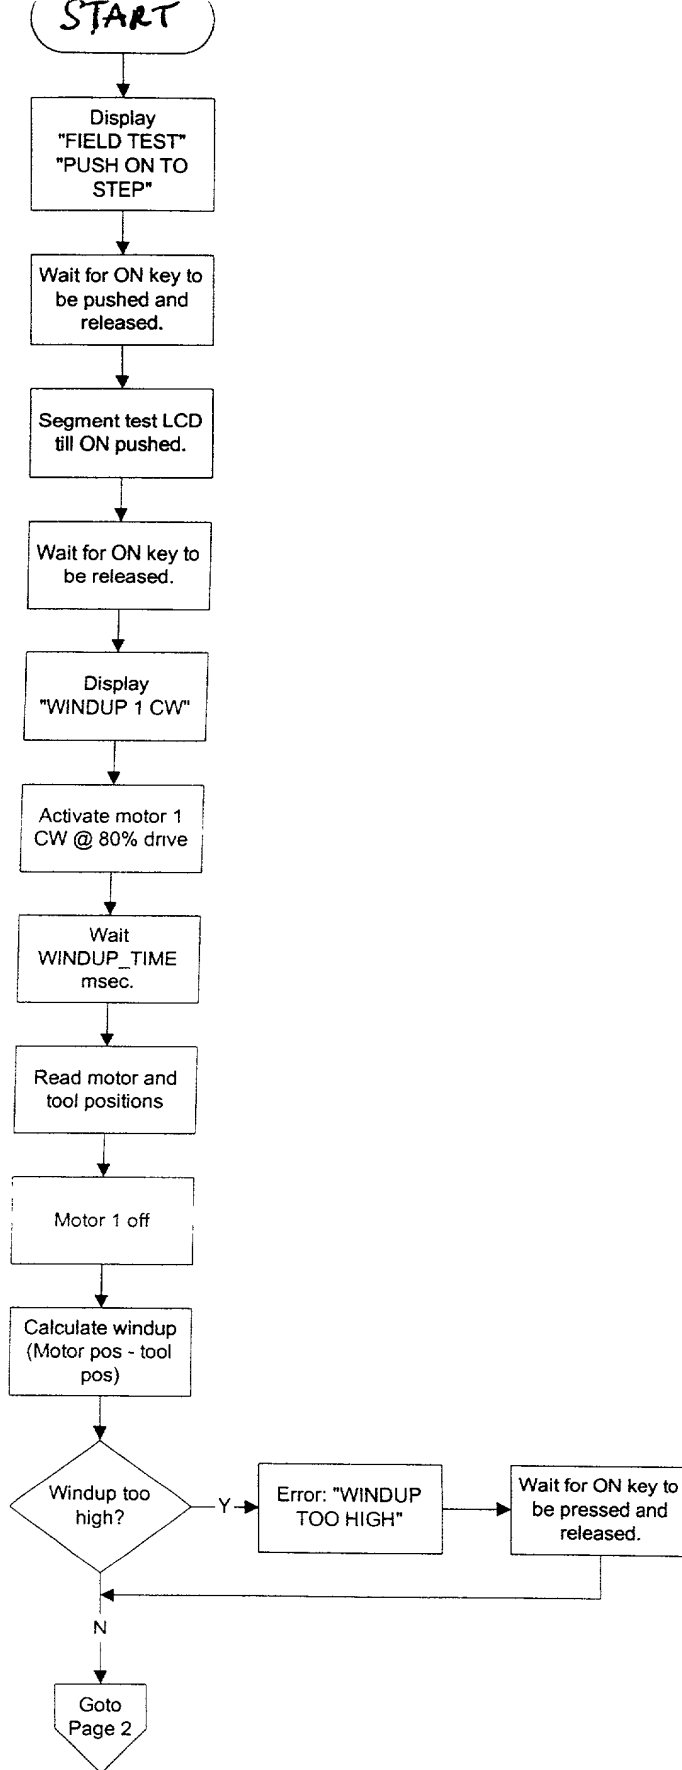 START
Display
"FIELD TEST"
"PUSH ON TO
STEP"
Wait for ON key to
be pushed and
released.
Segment test LCD
till ON pushed.
Wait for ON key to
be released.
Display
"WINDUP 1 CW"
Activate motor 1
CW @ 80% drive
Wait
WINDUP_TIME
msec.
Read motor and
tool positions
Motor 1 off
Calculate windup
(Motor pos - tool
pos)
Windup too
high?
Y
Error: "WINDUP
TOO HIGH"
Wait for ON key to
be pressed and
released.
N
Goto
Page 2